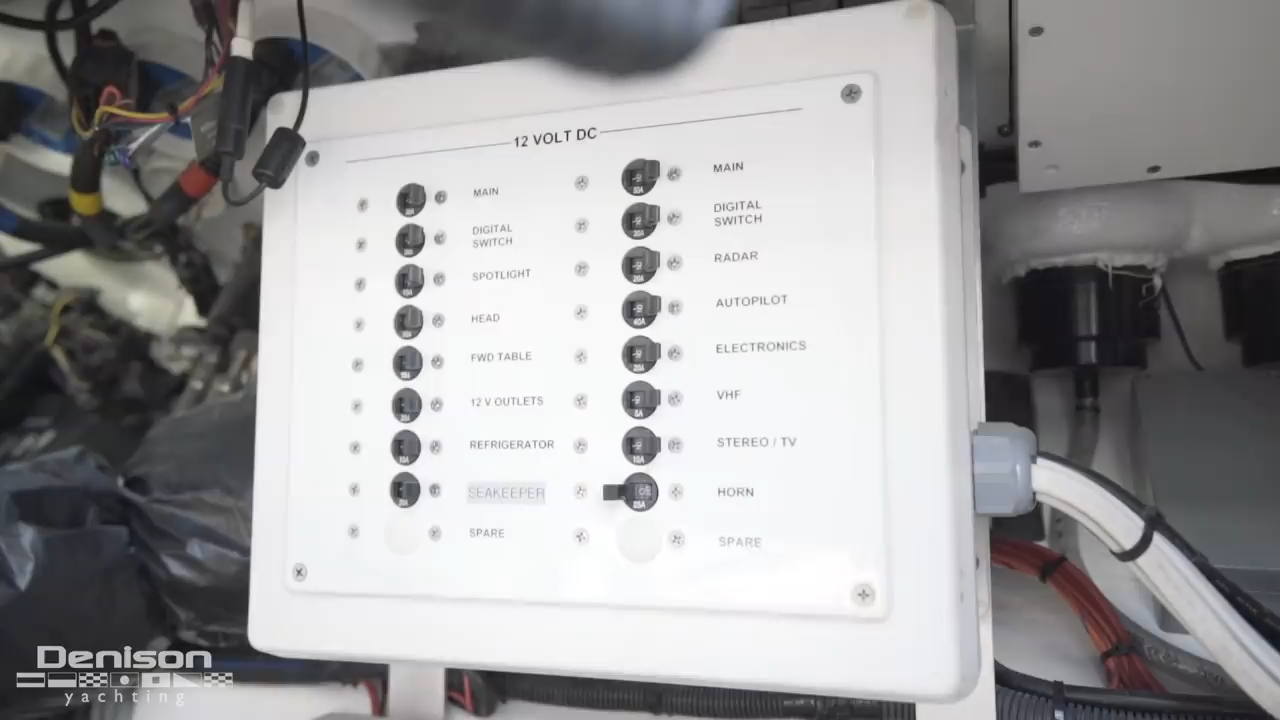 12 VOLT DC
MAIN
DIGITAL
SWITCH
SPOTLIGHT
HEAD
FWD TABLE
12 V OUTLETS
REFRIGERATOR
SEAKEEPER
SPARE
MAIN
DIGITAL
SWITCH
RADAR
AUTOPILOT
ELECTRONICS
VHF
STEREO / TV
HORN
SPARE
Denison
yachting